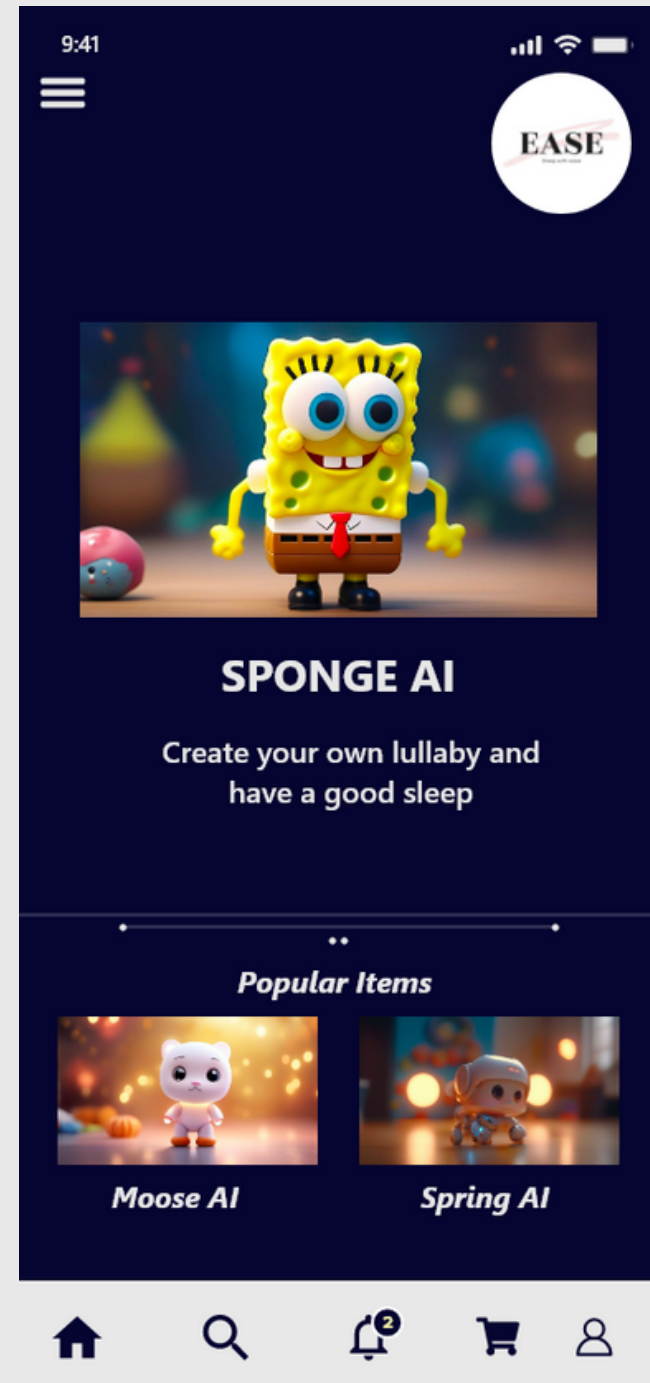 9:41
EASE
SPONGE AI
Create your own lullaby and
have a good sleep
Popular Items
Moose AI
Spring AI
2